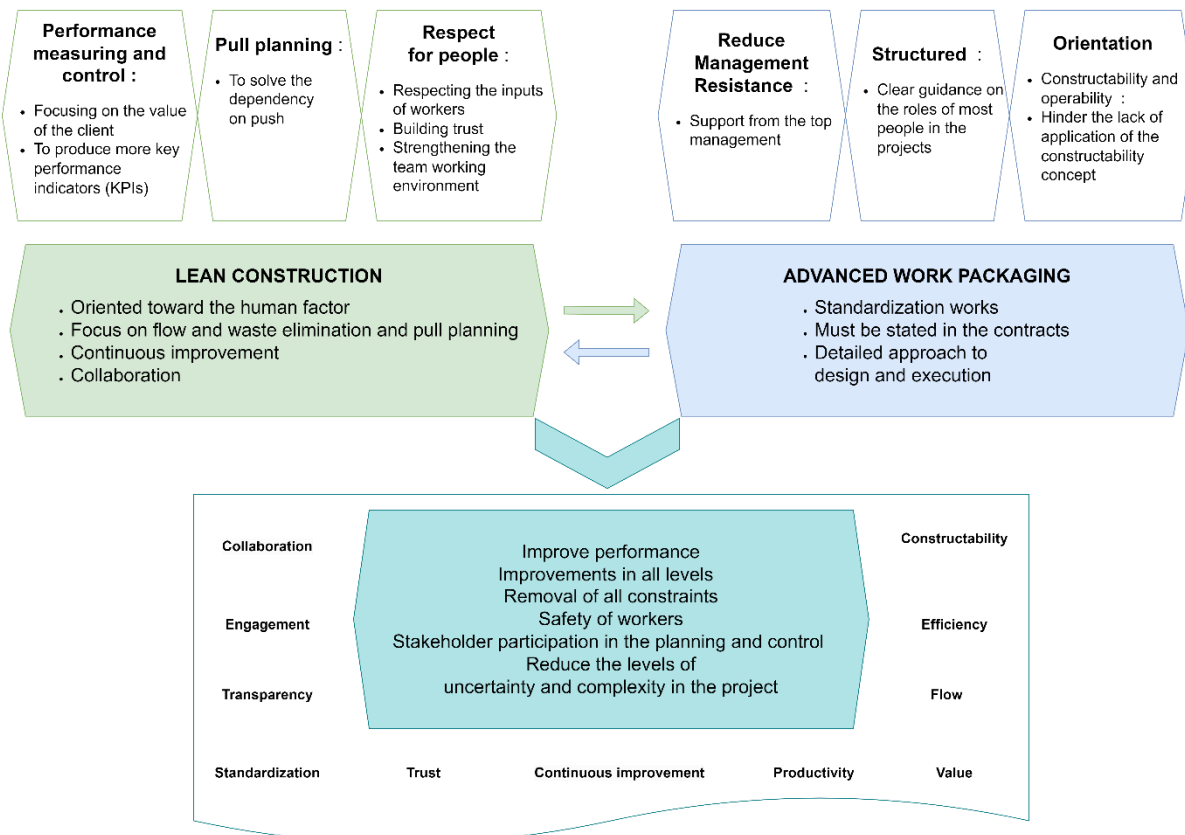 Performance
measuring and
control :
• Focusing on the value
of the client
• To produce more key
performance
indicators (KPIs)
Pull planning :
• To solve the
dependency
on push
Respect
for people :
• Respecting the inputs
of workers
• Building trust
• Strengthening the
team working
environment
Reduce
Management
Resistance :
• Support from the top
management
Structured :
• Clear guidance on
the roles of most
people in the
projects
Orientation
• Constructability and
operability :
• Hinder the lack of
application of the
constructability
concept
LEAN CONSTRUCTION
• Oriented toward the human factor
• Focus on flow and waste elimination and pull planning
• Continuous improvement
• Collaboration
ADVANCED WORK PACKAGING
• Standardization works
• Must be stated in the contracts
• Detailed approach to
design and execution
Collaboration
Engagement
Transparency
Improve performance
Improvements in all levels
Removal of all constraints
Safety of workers
Stakeholder participation in the planning and control
Reduce the levels of
uncertainty and complexity in the project
Constructability
Efficiency
Flow
Standardization
Trust
Continuous improvement
Productivity
Value